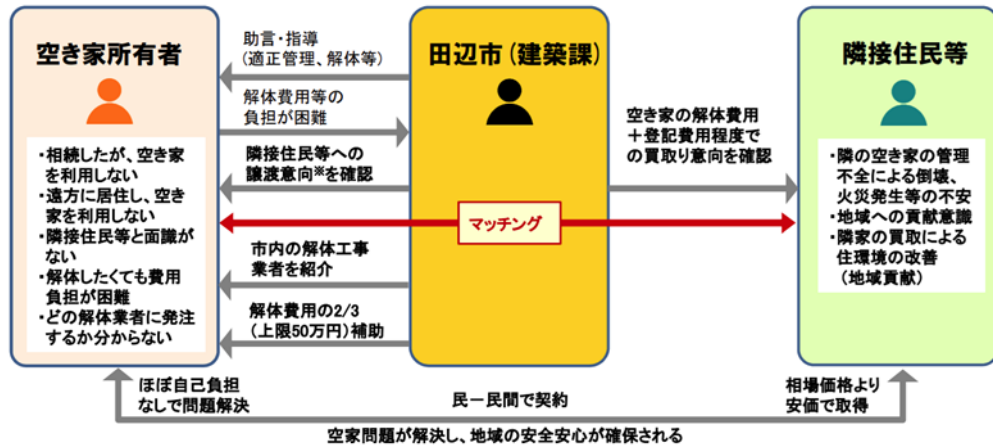 空き家所有者
・相続したが、空き家
を利用しない
・遠方に居住し、空き
家を利用しない
・隣接住民等と面識が
ない
・解体したくても費用
負担が困難
・どの解体業者に発注
するか分からない
助言・指導
(適正管理、解体等)
解体費用等の
負担が困難
隣接住民等への
譲渡意向※を確認
マッチング
市内の解体工事
業者を紹介
解体費用の2/3
(上限50万円)補助
田辺市(建築課)
空き家の解体費用
+登記費用程度で
の買取り意向を確認
隣接住民等
・隣の空き家の管理
不全による倒壊、
火災発生等の不安
・地域への貢献意識
・隣家の買取による
住環境の改善
(地域貢献)
ほぼ自己負担
なしで問題解決
民ー民間で契約
相場価格より
安価で取得
空家問題が解決し、地域の安全安心が確保される